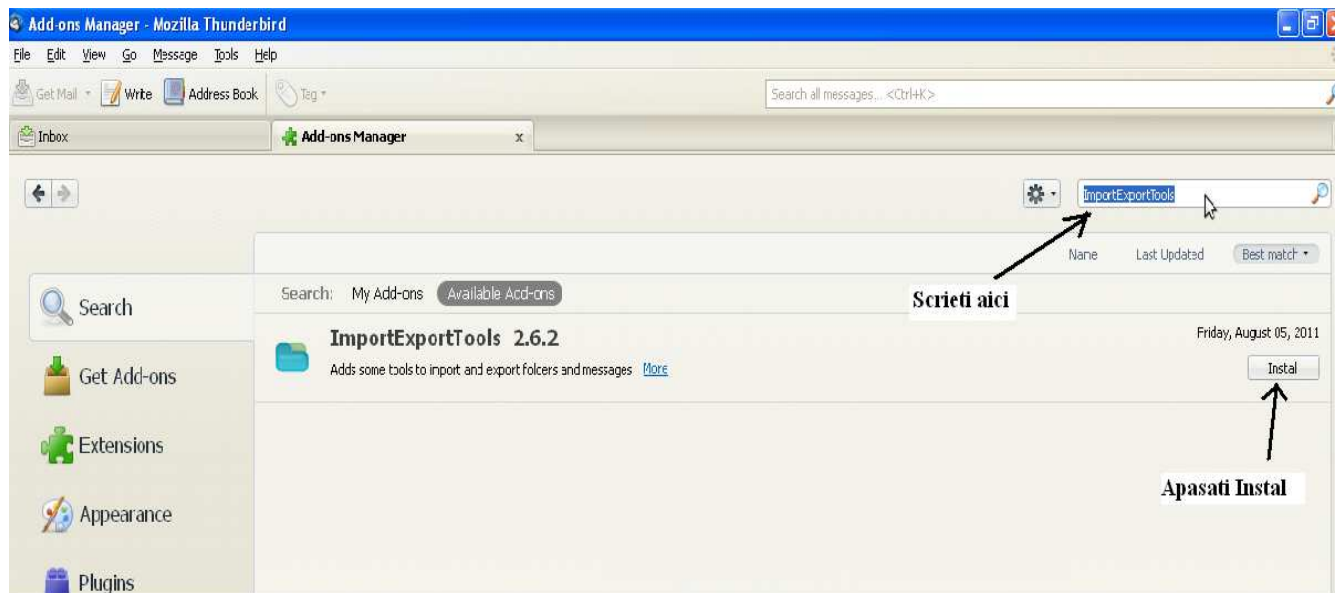 Add-ons Manager - Mozilla Thunderbird
File Edit View Go Message Tools Help
Get Mail Write Address Book Tag Search all messages... <Ctrl+K>
Inbox Add-ons Manager x
ImportExportTools
Name Last Updated Best match
Scrieti aici
Search
Search: My Add-ons Available Add-ons
ImportExportTools 2.6.2 Friday, August 05, 2011
Adds some tools to import and export folders and messages More Instal
Get Add-ons
Extensions
Apasati Instal
Appearance
Plugins